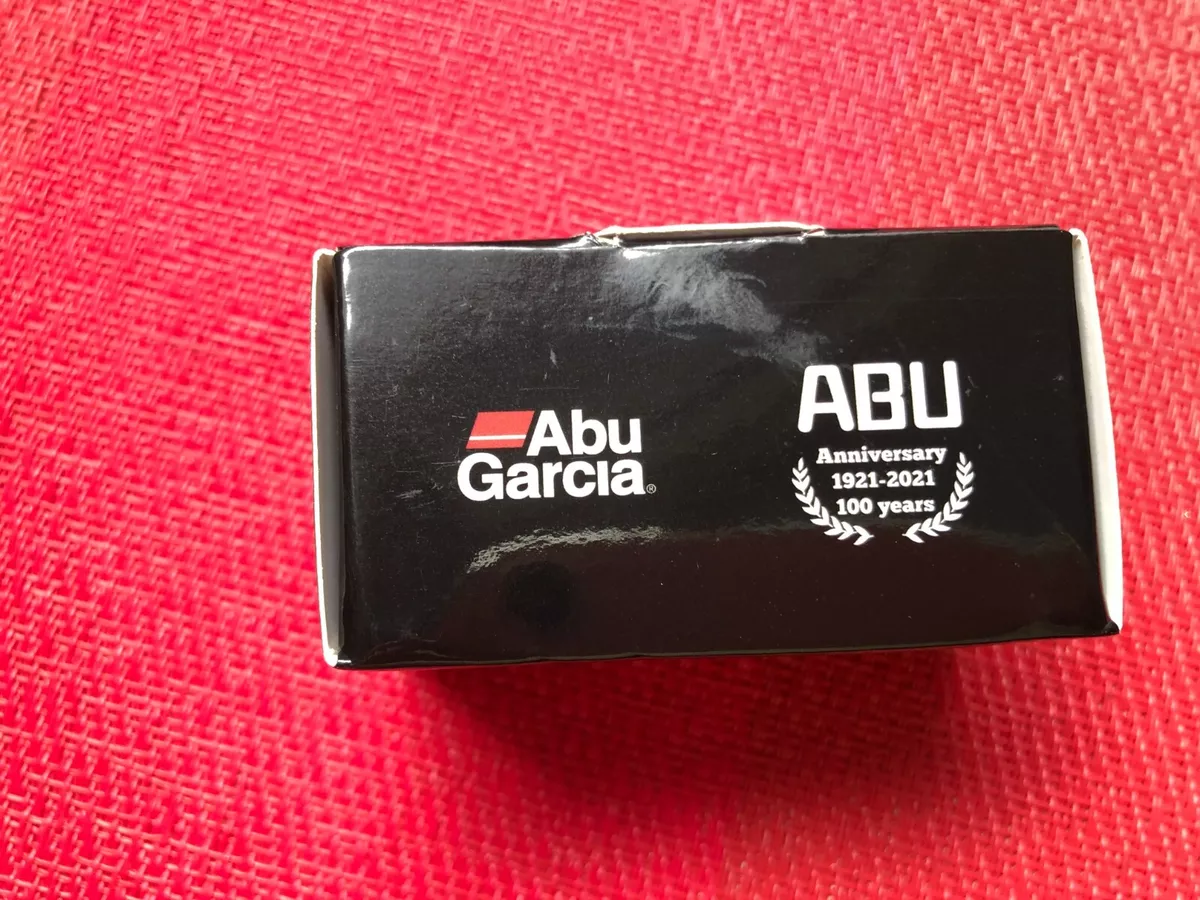 Abu
Garcia®
ABU
Anniversary
1921-2021
100 years